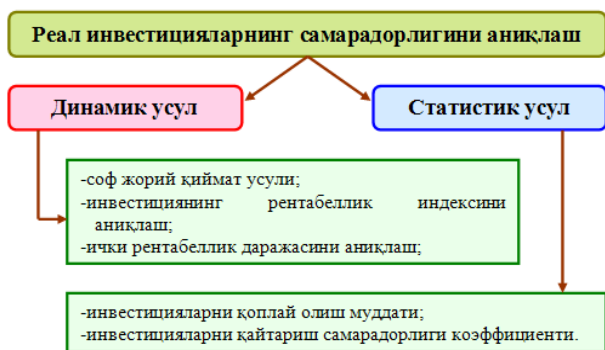 Реал инвестицияларнинг самарадорлигини аниқлаш
Динамик усул
Статистик усул
-соф жорий қиймат усули;
-инвестициянинг рентабеллик индексини
аниқлаш;
-ички рентабеллик даражасини аниқлаш;
-инвестицияларни қоплай олиш муддати;
-инвестицияларни қайтариш самарадорлиги коэффициенти.